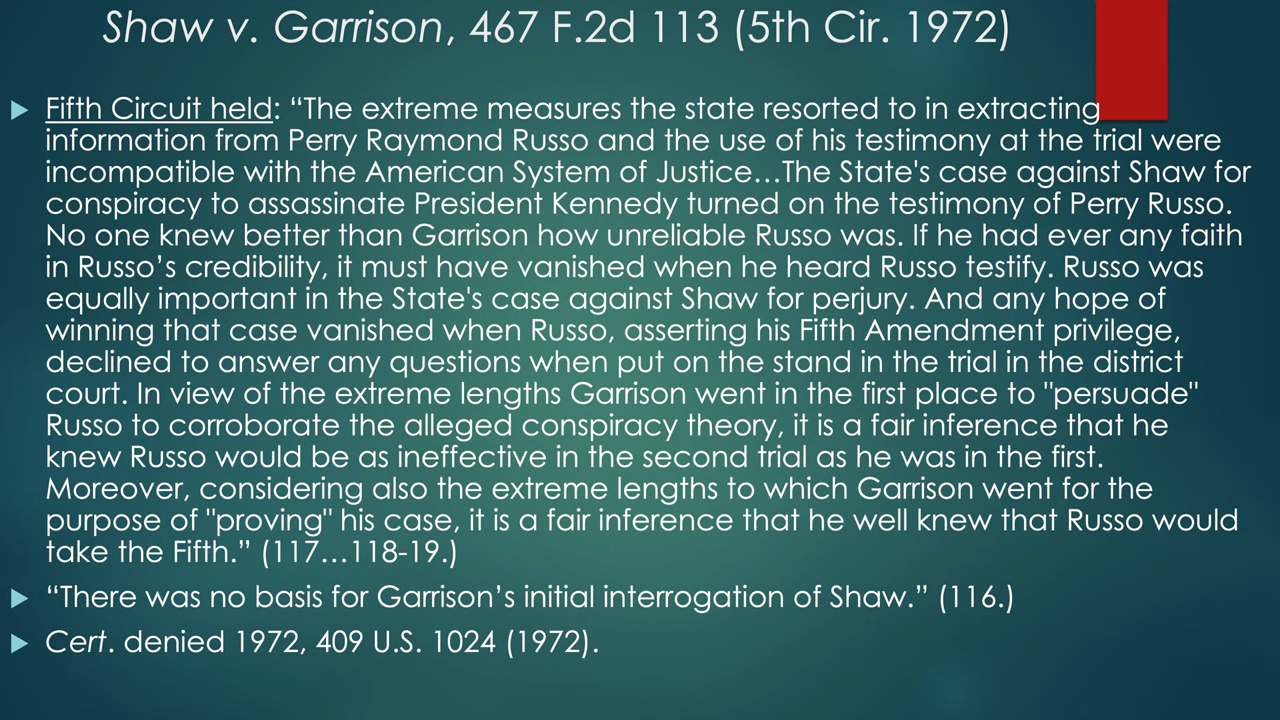 Shaw v. Garrison, 467 F.2d 113 (5th Cir. 1972)
Fifth Circuit held: “The extreme measures the state resorted to in extracting
information from Perry Raymond Russo and the use of his testimony at the trial were
incompatible with the American System of Justice…The State's case against Shaw for
conspiracy to assassinate President Kennedy turned on the testimony of Perry Russo.
No one knew better than Garrison how unreliable Russo was. If he had ever any faith
in Russo’s credibility, it must have vanished when he heard Russo testify. Russo was
equally important in the State's case against Shaw for perjury. And any hope of
winning that case vanished when Russo, asserting his Fifth Amendment privilege,
declined to answer any questions when put on the stand in the trial in the district
court. In view of the extreme lengths Garrison went in the first place to "persuade"
Russo to corroborate the alleged conspiracy theory, it is a fair inference that he
knew Russo would be as ineffective in the second trial as he was in the first.
Moreover, considering also the extreme lengths to which Garrison went for the
purpose of "proving" his case, it is a fair inference that he well knew that Russo would
take the Fifth.” (117…118-19.)
“There was no basis for Garrison’s initial interrogation of Shaw.” (116.)
Cert. denied 1972, 409 U.S. 1024 (1972).